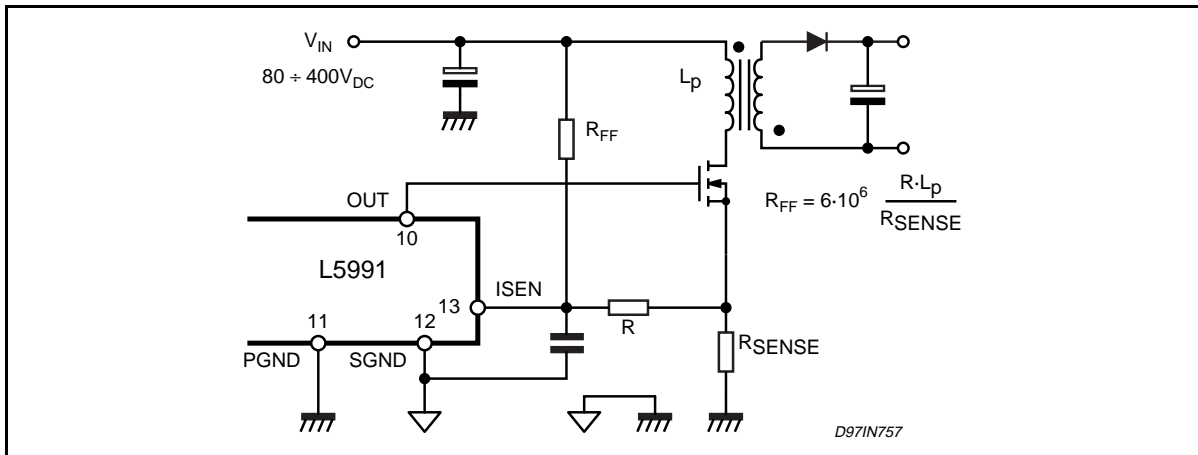 V_IN
80 ÷ 400V_DC
L_p
R_FF
OUT
10
R_FF = 6·10^6 R·L_p
R_SENSE
L5991
ISEN
13
11
12
R
PGND
SGND
R_SENSE
D97IN757